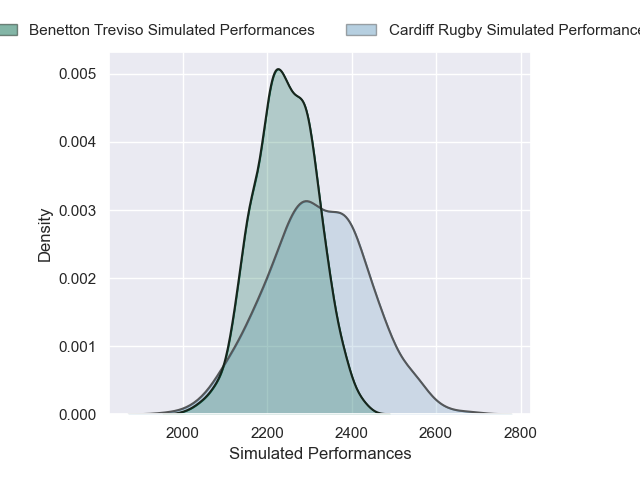 Benetton Treviso Simulated Performances
Cardiff Rugby Simulated Performance
0.005
0.004
0.003
0.002
0.001
0.000
Density
2000 2200 2400 2600 2800
Simulated Performances